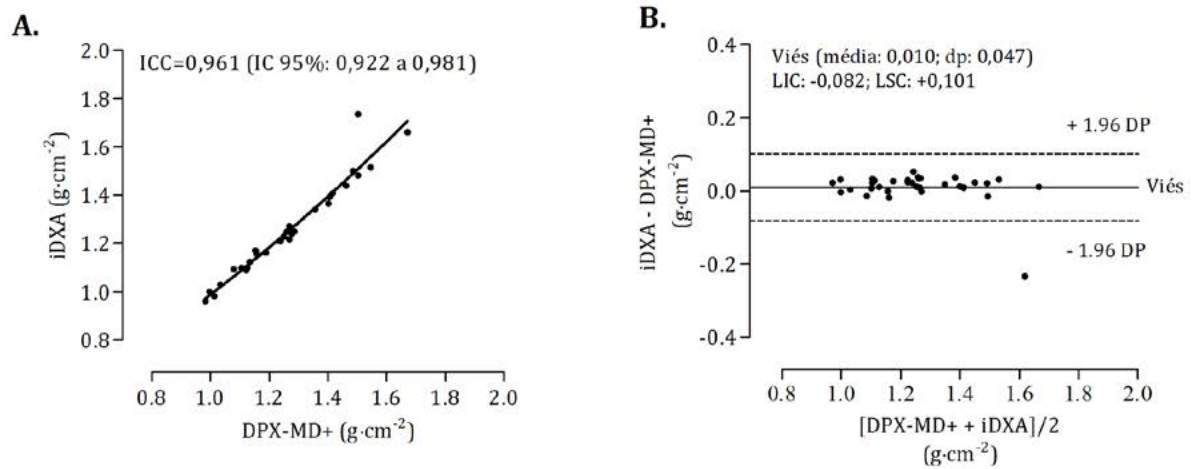 A.
ICC=0,961 (IC 95%: 0,922 a 0,981)
2.0
1.8
1.6
1.4
1.2
1.0
0.8
iDXA (g·cm-2)
0.8 1.0 1.2 1.4 1.6 1.8 2.0
DPX-MD+ (g·cm-2)
B.
Viés (média: 0,010; dp: 0,047)
LIC: -0,082; LSC: +0,101
0.4
0.2
0.0
-0.2
-0.4
iDXA - DPX-MD+
(g·cm-2)
+ 1.96 DP
Viés
- 1.96 DP
0.8 1.0 1.2 1.4 1.6 1.8 2.0
[DPX-MD+ + iDXA]/2
(g·cm-2)